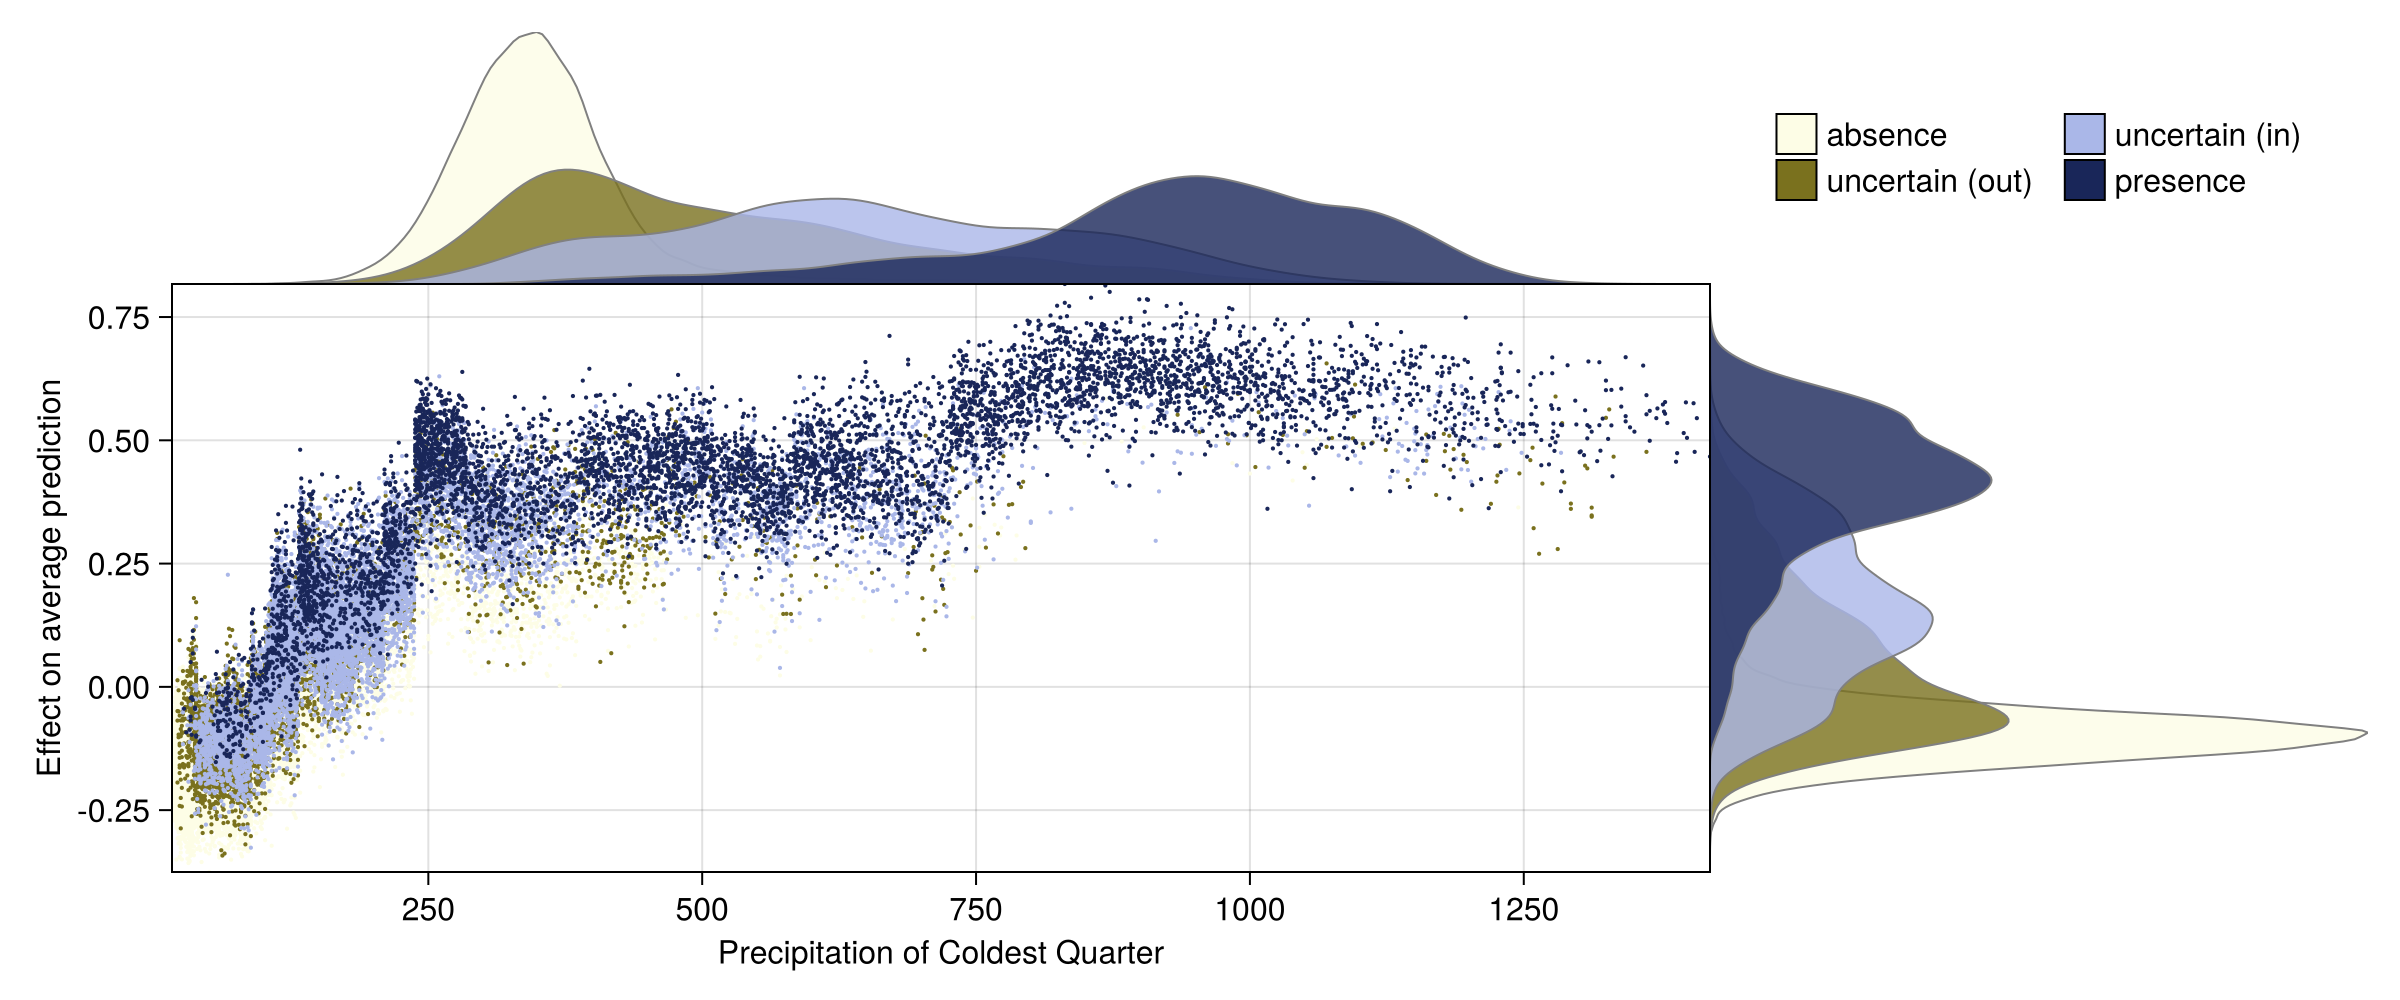 absence
uncertain (in)
uncertain (out)
presence
0.75
0.50
0.25
0.00
-0.25
Effect on average prediction
250
500
750
1000
1250
Precipitation of Coldest Quarter